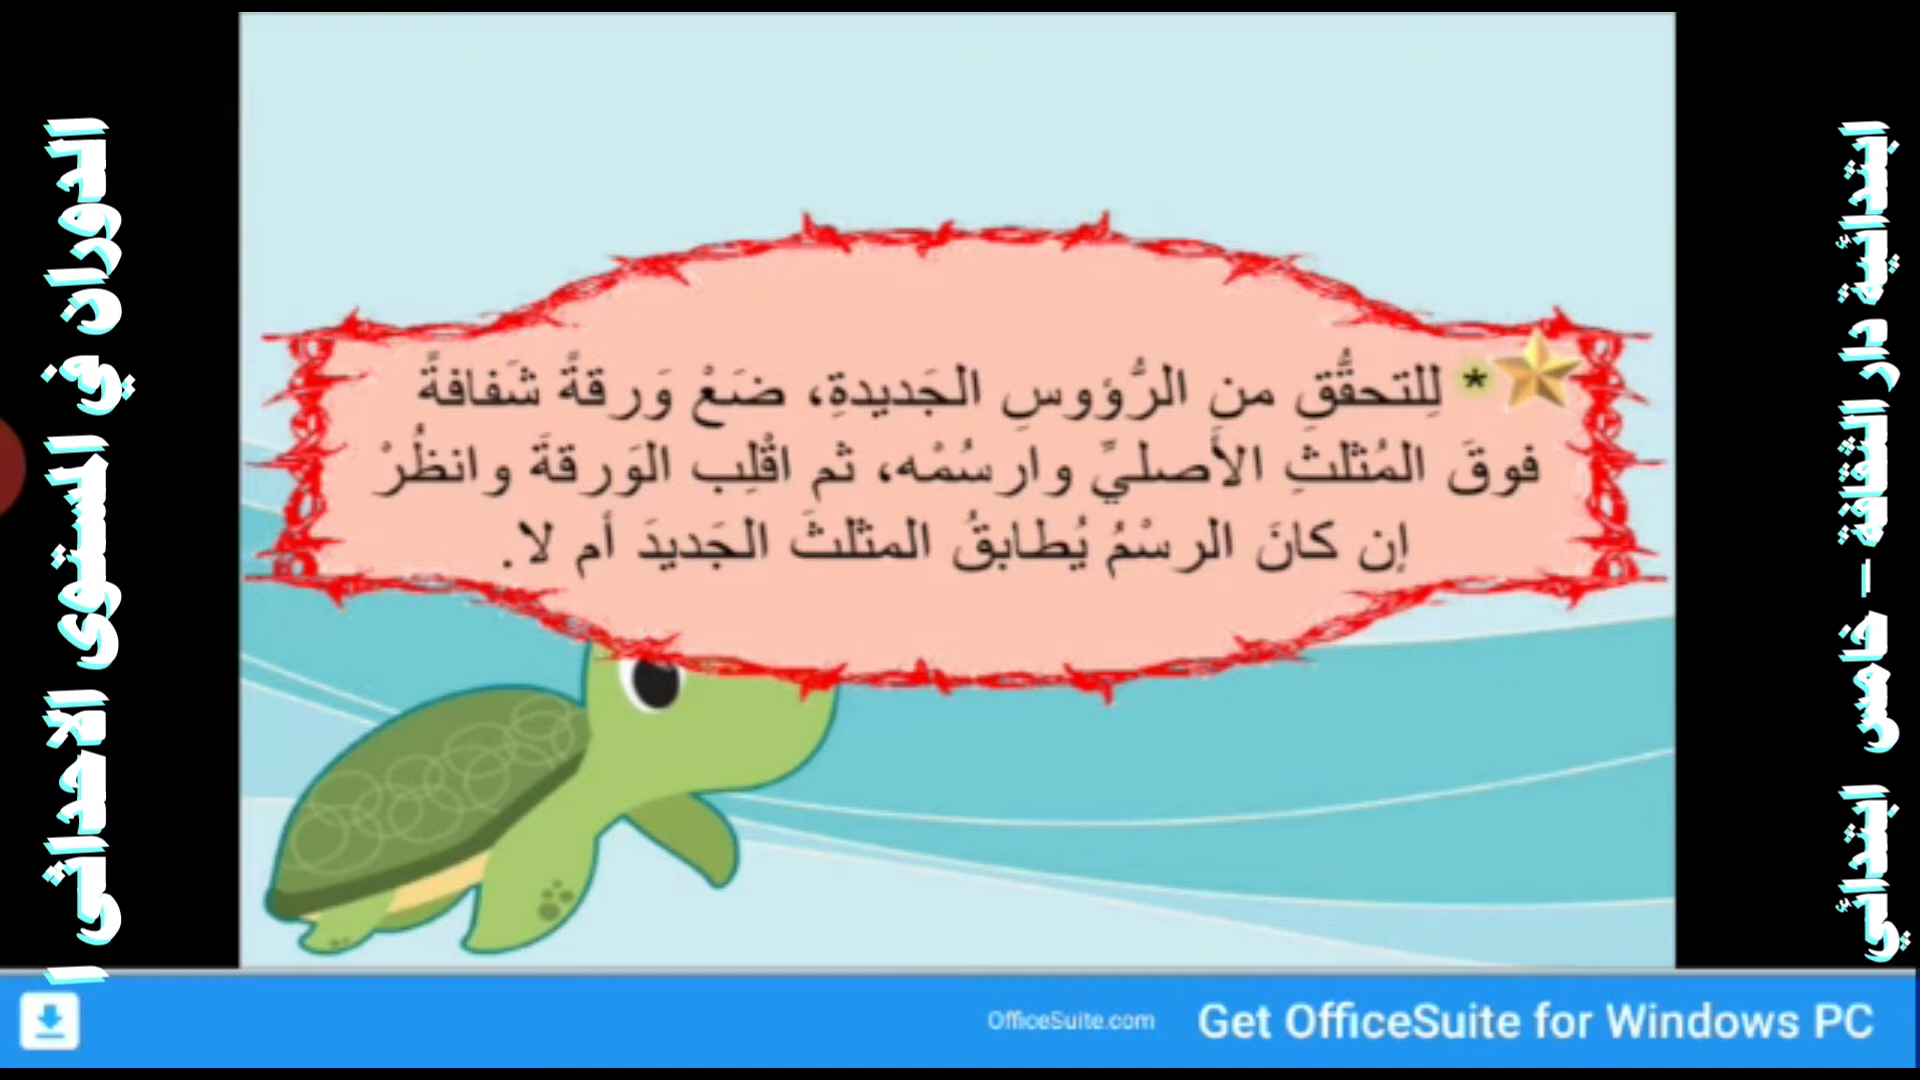 * لِلتحقُّقِ من الرُّؤوسِ الجَديدةِ، ضَعْ وَرقةً شَفافةً
فوقَ المُثلثِ الأَصليِّ وارسُمْه، ثم اقْلِب الوَرقةَ وانظُرْ
إن كانَ الرسْمُ يُطابقُ المثلثَ الجَديدَ أم لا.
الدوران في المستوى الاحداثي ا
ابتدائية دار الثقافة – خامس ابتدائي
OfficeSuite.com
Get OfficeSuite for Windows PC